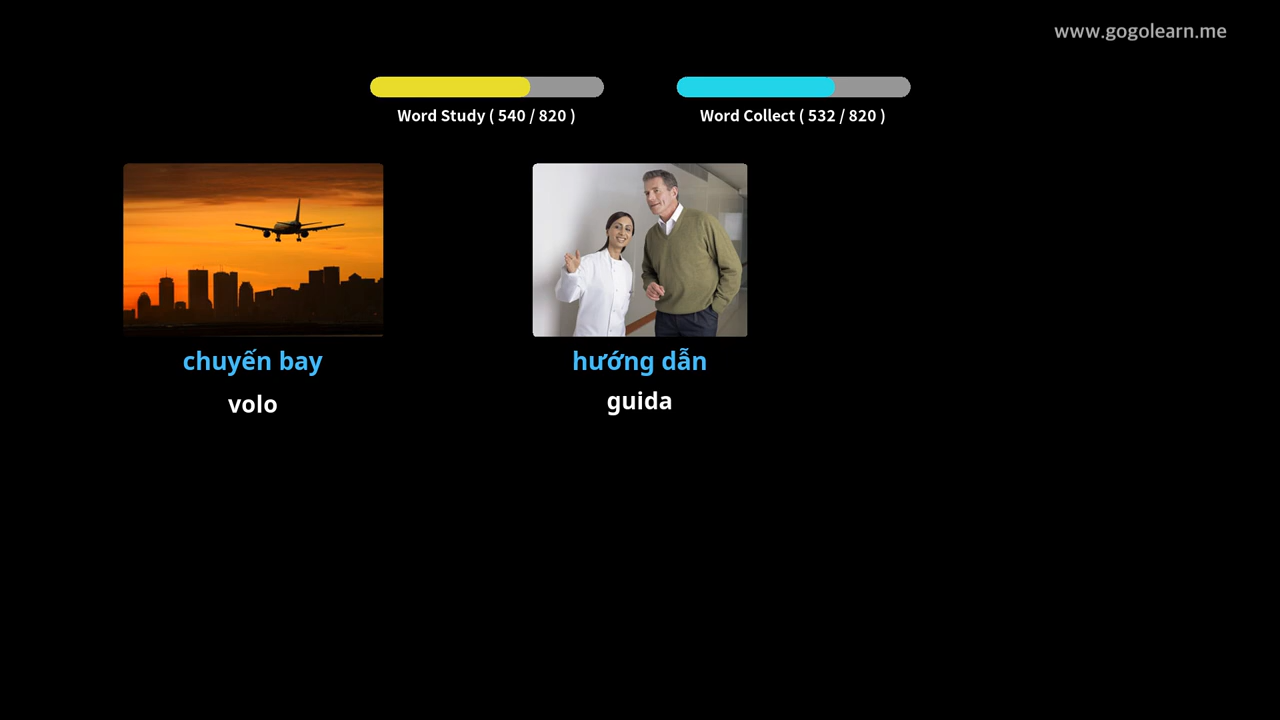 www.gogolearn.me
Word Study ( 540 / 820 )
Word Collect ( 532 / 820 )
chuyến bay
volo
hướng dẫn
guida